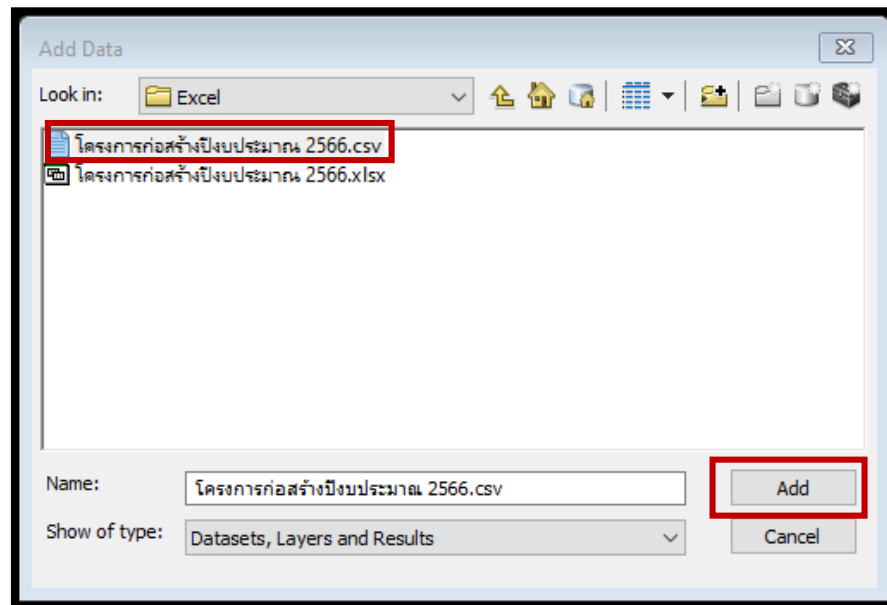 Add Data
Look in: Excel
โครงการก่อสร้างปีงบประมาณ 2566.csv
โครงการก่อสร้างปีงบประมาณ 2566.xlsx
Name: โครงการก่อสร้างปีงบประมาณ 2566.csv Add
Show of type: Datasets, Layers and Results Cancel